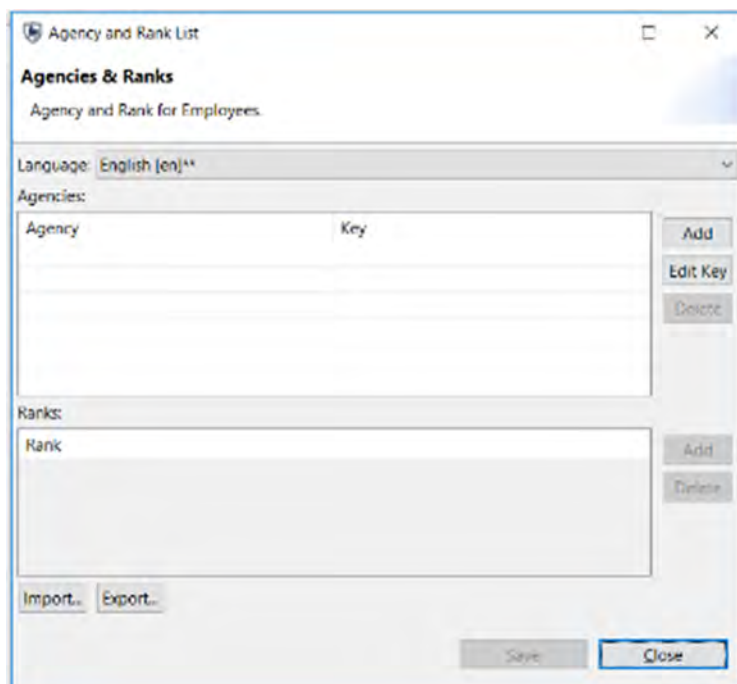 Agency and Rank List
Agencies & Ranks
Agency and Rank for Employees.
Language: English [en]**
Agencies:
Agency Key
Add
Edit Key
Delete
Ranks:
Rank
Add
Delete
Import... Export...
Save Close